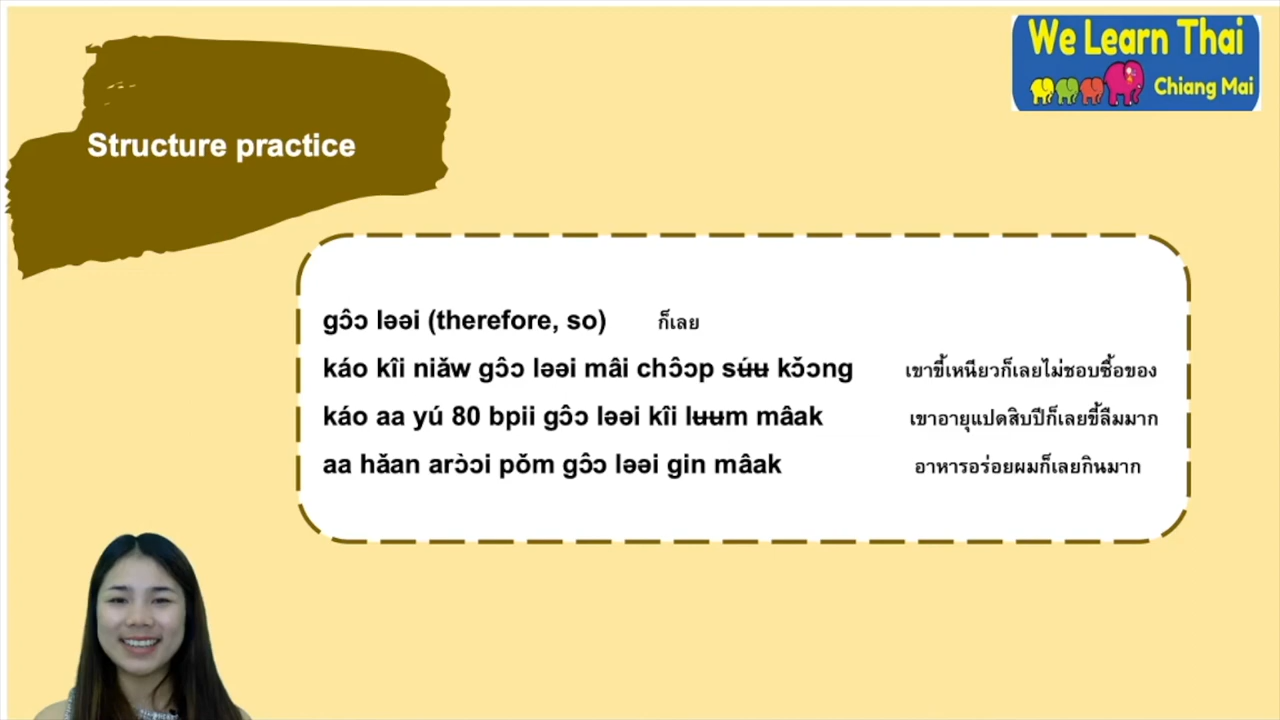 We Learn Thai
Chiang Mai
Structure practice
gɔ̂ɔ ləəi (therefore, so) ก็เลย
káo kîi niǎw gɔ̂ɔ ləəi mâi chɔ̂ɔp sʉ́ʉ kɔ̌ɔng เขาขี้เหนียวก็เลยไม่ชอบซื้อของ
káo aa yú 80 bpii gɔ̂ɔ ləəi kîi lʉʉm mâak เขาอายุแปดสิบปีก็เลยขี้ลืมมาก
aa hǎan arɔ̀ɔi pǒm gɔ̂ɔ ləəi gin mâak อาหารอร่อยผมก็เลยกินมาก